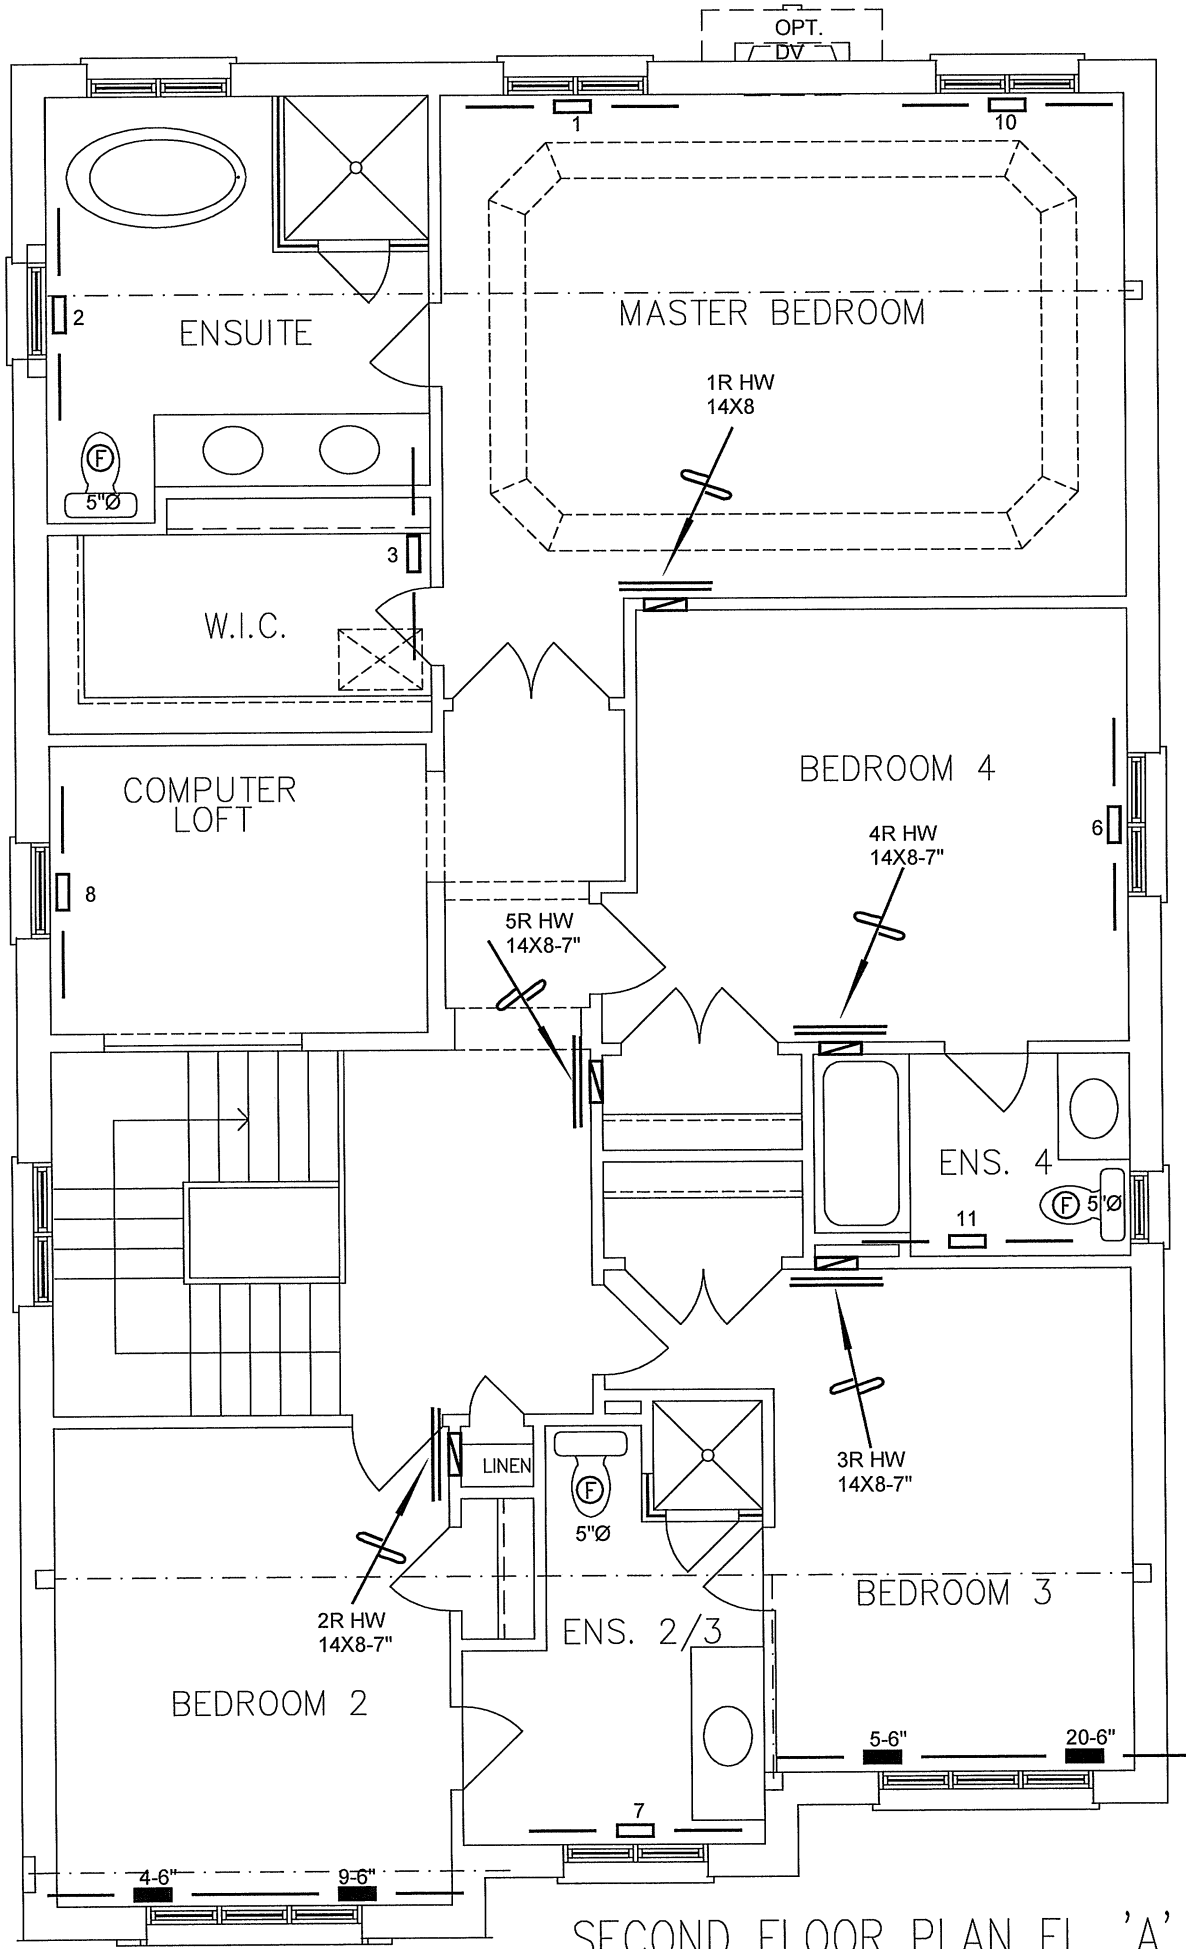 OPT.
DV
1
10
2
ENSUITE
MASTER BEDROOM
1R HW
14X8
F
5"Ø
3
W.I.C.
COMPUTER
LOFT
8
BEDROOM 4
6
4R HW
14X8-7"
5R HW
14X8-7"
ENS. 4
F
5"Ø
11
3R HW
14X8-7"
LINEN
F
5"Ø
2R HW
14X8-7"
ENS. 2/3
BEDROOM 3
BEDROOM 2
5-6"
20-6"
7
4-6"
9-6"
SECOND FLOOR PLAN EL. 'A'